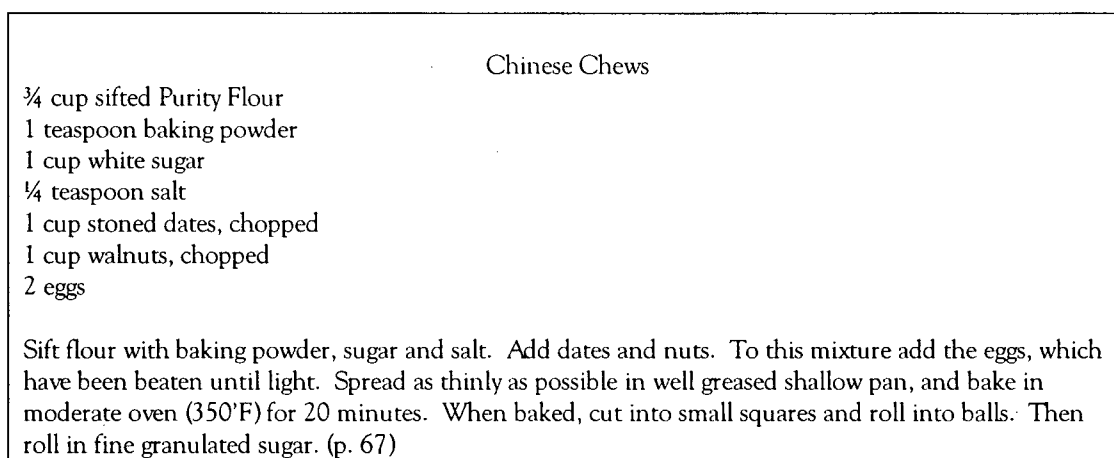 Chinese Chews
¾ cup sifted Purity Flour
1 teaspoon baking powder
1 cup white sugar
¼ teaspoon salt
1 cup stoned dates, chopped
1 cup walnuts, chopped
2 eggs
Sift flour with baking powder, sugar and salt. Add dates and nuts. To this mixture add the eggs, which
have been beaten until light. Spread as thinly as possible in well greased shallow pan, and bake in
moderate oven (350'F) for 20 minutes. When baked, cut into small squares and roll into balls. Then
roll in fine granulated sugar. (p. 67)